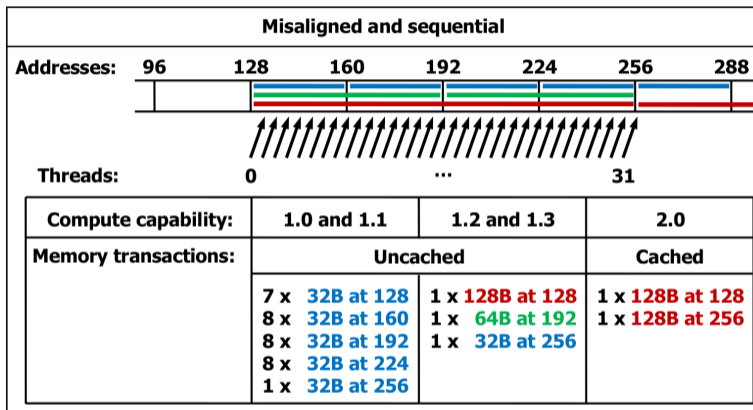 Misaligned and sequential
Addresses: 96 128 160 192 224 256 288
Threads: 0 ... 31
Compute capability: 1.0 and 1.1 1.2 and 1.3 2.0
Memory transactions: Uncached Cached
7 x 32B at 128 1 x 128B at 128 1 x 128B at 128
8 x 32B at 160 1 x 64B at 192 1 x 128B at 256
8 x 32B at 192 1 x 32B at 256
8 x 32B at 224
1 x 32B at 256